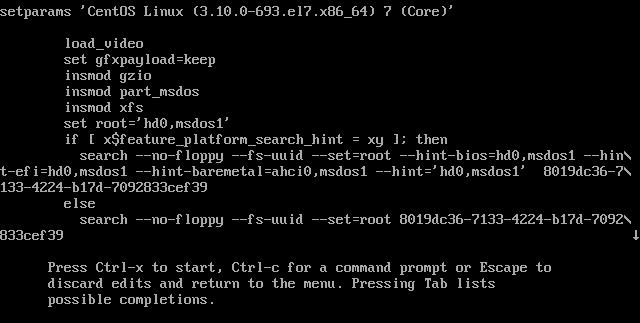 setparams 'CentOS Linux (3.10.0-693.el7.x86_64) 7 (Core)'
load_video
set gfxpayload=keep
insmod gzio
insmod part_msdos
insmod xfs
set root='hd0,msdos1'
if [ x$feature_platform_search_hint = xy ]; then
search --no-floppy --fs-uuid --set=root --hint-bios=hd0,msdos1 --hin\
t-efi=hd0,msdos1 --hint-baremetal=ahci0,msdos1 --hint='hd0,msdos1'  8019dc36-7\
133-4224-b17d-7092833cef39
else
search --no-floppy --fs-uuid --set=root 8019dc36-7133-4224-b17d-7092\
833cef39 ↓
Press Ctrl-x to start, Ctrl-c for a command prompt or Escape to
discard edits and return to the menu. Pressing Tab lists
possible completions.